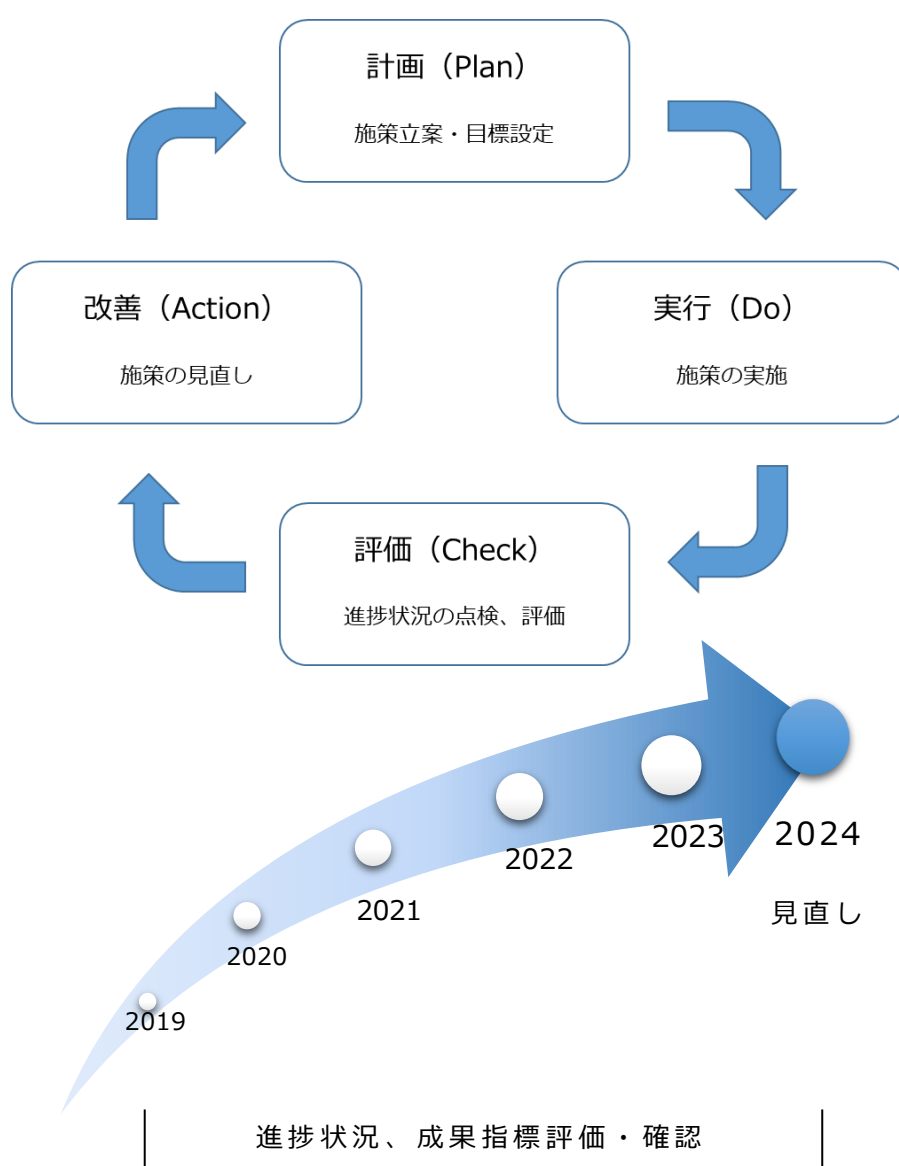 計画（Plan）
施策立案・目標設定
改善（Action）
施策の見直し
実行（Do）
施策の実施
評価（Check）
進捗状況の点検、評価
2019
2020
2021
2022
2023
2024
見直し
進捗状況、成果指標評価・確認